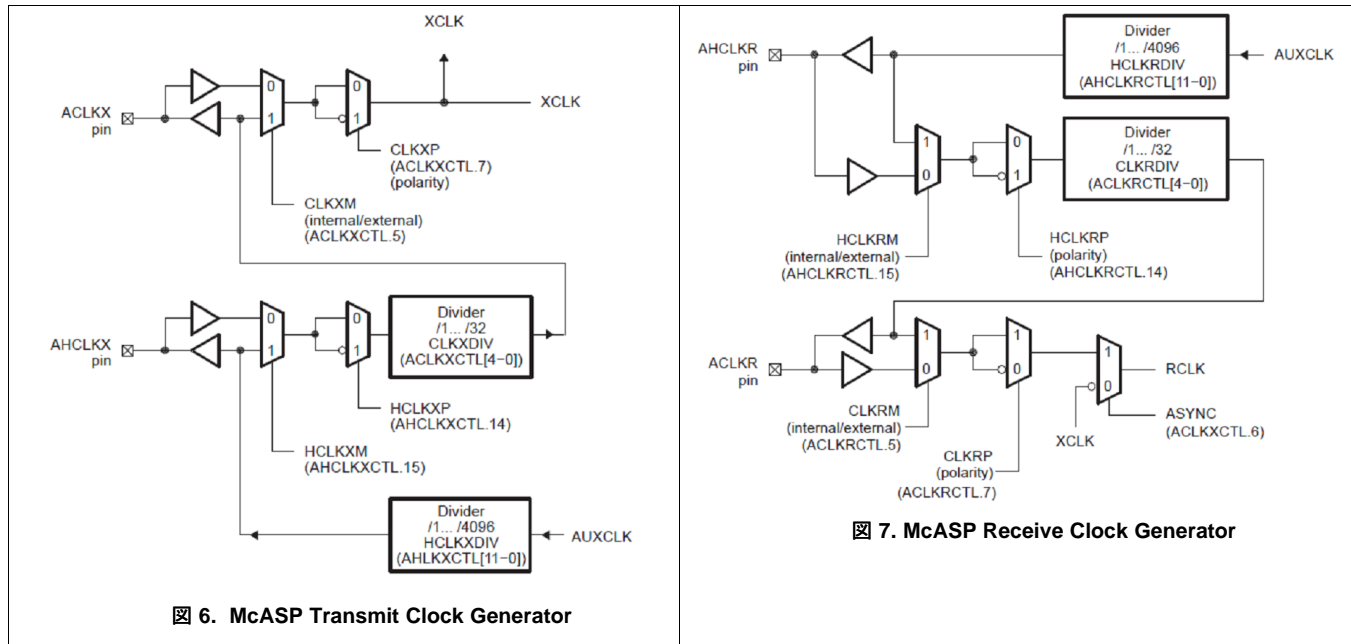 XCLK
ACLKX
pin
0
1
0
1
XCLK
CLKXP
(ACLKXCTL.7)
(polarity)
CLKXM
(internal/external)
(ACLKXCTL.5)
AHCLKX
pin
0
1
0
1
Divider
/1... /32
CLKXDIV
(ACLKXCTL[4−0])
HCLKXP
(AHCLKXCTL.14)
HCLKXM
(AHCLKXCTL.15)
Divider
/1... /4096
HCLKXDIV
(AHLKXCTL[11−0])
AUXCLK
図 6. McASP Transmit Clock Generator
AHCLKR
pin
Divider
/1... /4096
HCLKRDIV
(AHCLKRCTL[11−0])
AUXCLK
1
0
0
1
Divider
/1... /32
CLKRDIV
(ACLKRCTL[4−0])
HCLKRM
(internal/external)
(AHCLKRCTL.15)
HCLKRP
(polarity)
(AHCLKRCTL.14)
ACLKR
pin
1
0
1
0
1
0
RCLK
CLKRM
(internal/external)
(ACLKRCTL.5)
XCLK
ASYNC
(ACLKXCTL.6)
CLKRP
(polarity)
(ACLKRCTL.7)
図 7. McASP Receive Clock Generator